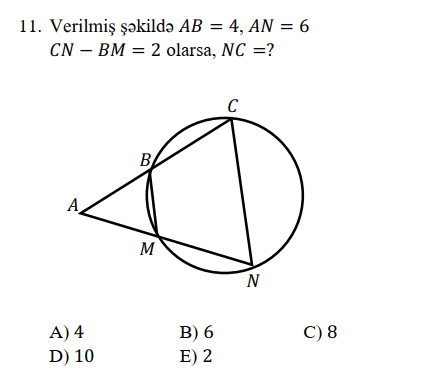 11. Verilmiş şəkildə AB = 4, AN = 6
CN − BM = 2 olarsa, NC =?
C
B
A
M
N
A) 4 B) 6 C) 8
D) 10 E) 2